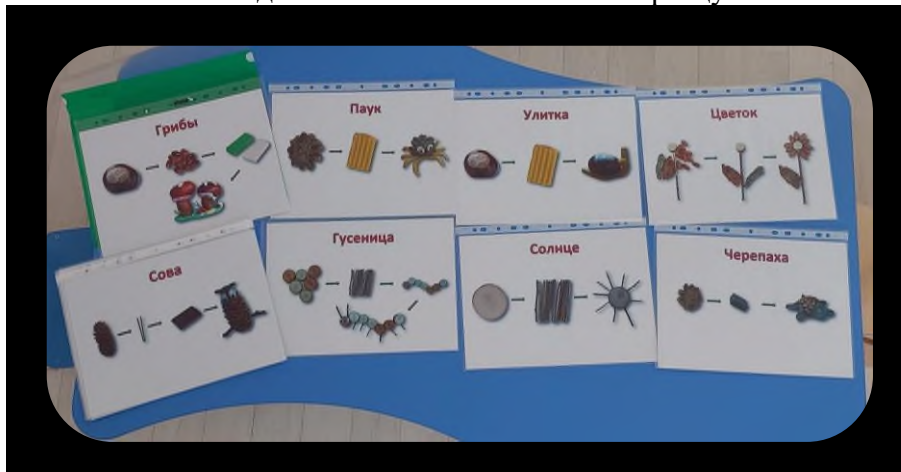 Грибы
Паук
Улитка
Цветок
Сова
Гусеница
Солнце
Черепаха